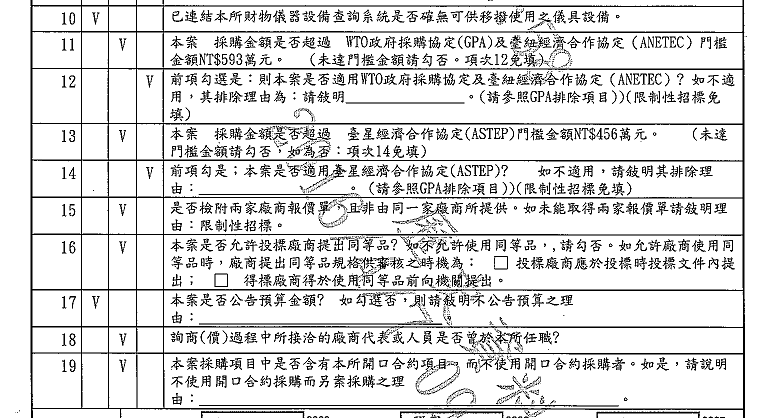 10 V 已連結本所財物儀器設備查詢系統是否確無可供移撥使用之儀具設備。
11 V 本案 採購金額是否超過 WTO政府採購協定(GPA)及臺紐經濟合作協定 (ANETEC) 門檻
金額NT$593萬元。 (未達門檻金額請勾否。項次12免填)
12 V 前項勾選是：則本案是否適用WTO政府採購協定及臺紐經濟合作協定 (ANETEC) ? 如不適
用，其排除理由為：請敘明＿＿＿＿＿＿。(請參照GPA排除項目))(限制性招標免
填)
13 V 本案 採購金額是否超過 臺星經濟合作協定(ASTEP)門檻金額NT$456萬元。 (未達
門檻金額請勾否，如為否：項次14免填)
14 V 前項勾是；本案是否適用臺星經濟合作協定(ASTEP)? 如不適用，請敘明其排除理
由：＿＿＿＿＿＿。(請參照GPA排除項目))(限制性招標免填)
15 V 是否檢附兩家廠商報價單，且非由同一家廠商所提供。如未能取得兩家報價單請敘明理
由：限制性招標。
16 V 本案是否允許投標廠商提出同等品? 如不允許使用同等品，,請勾否。如允許廠商使用同
等品時，廠商提出同等品規格供審核之時機為： □ 投標廠商應於投標時投標文件內提
出； □ 得標廠商得於使用同等品前向機關提出。
17 V 本案是否公告預算金額? 如勾選否，則請敘明不公告預算之理
由：＿＿＿＿＿＿
18 V 詢商(價)過程中所接洽的廠商代表或人員是否曾於本所任職?
19 V 本案採購項目中是否含有本所開口合約項目，而不使用開口合約採購者。如是，請說明
不使用開口合約採購而另案採購之理
由：＿＿＿＿＿＿。